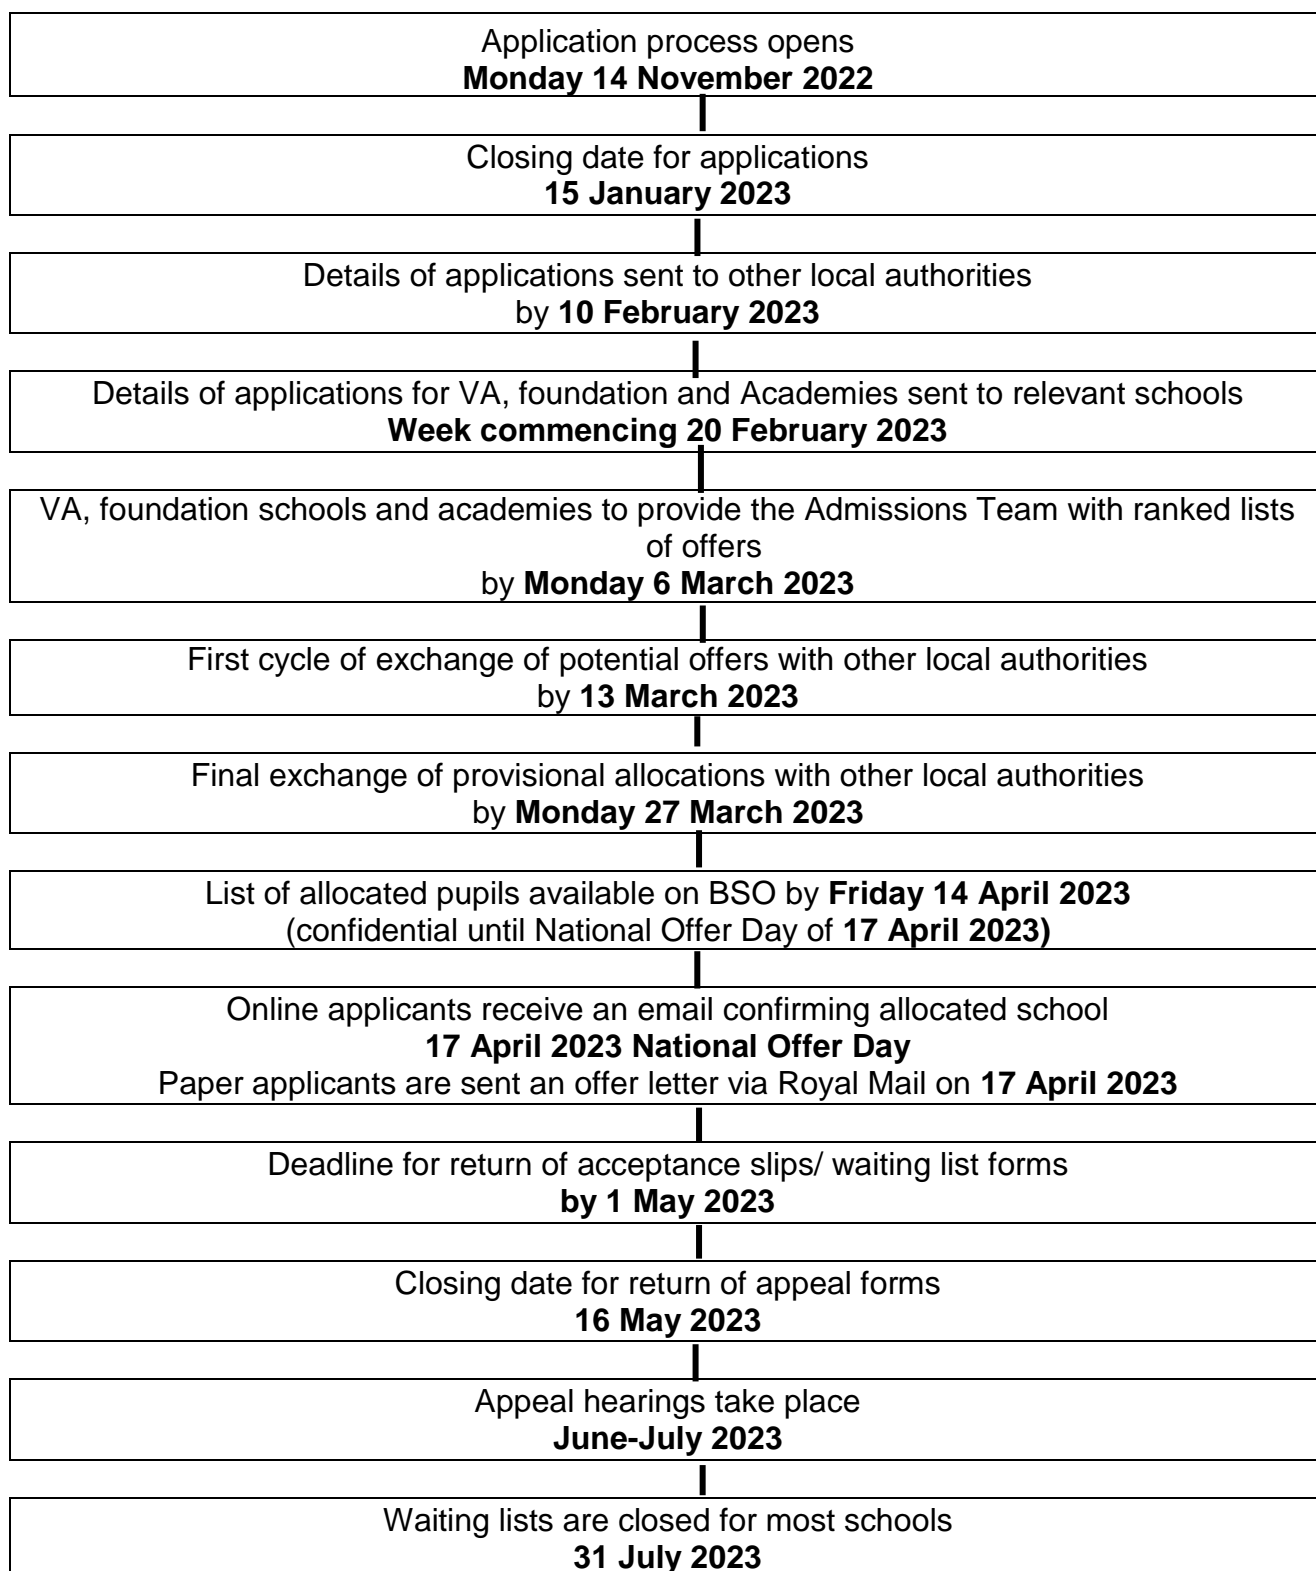 Application process opens
Monday 14 November 2022
Closing date for applications
15 January 2023
Details of applications sent to other local authorities
by 10 February 2023
Details of applications for VA, foundation and Academies sent to relevant schools
Week commencing 20 February 2023
VA, foundation schools and academies to provide the Admissions Team with ranked lists
of offers
by Monday 6 March 2023
First cycle of exchange of potential offers with other local authorities
by 13 March 2023
Final exchange of provisional allocations with other local authorities
by Monday 27 March 2023
List of allocated pupils available on BSO by Friday 14 April 2023
(confidential until National Offer Day of 17 April 2023)
Online applicants receive an email confirming allocated school
17 April 2023 National Offer Day
Paper applicants are sent an offer letter via Royal Mail on 17 April 2023
Deadline for return of acceptance slips/ waiting list forms
by 1 May 2023
Closing date for return of appeal forms
16 May 2023
Appeal hearings take place
June-July 2023
Waiting lists are closed for most schools
31 July 2023